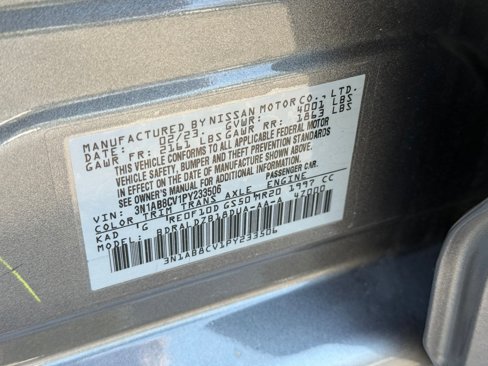 MANUFACTURED BY NISSAN MOTOR CO., LTD.
DATE: 02/23 GVWR: 4001 LBS
GAWR FR: 2161 LBS GAWR RR: 1863 LBS
THIS VEHICLE CONFORMS TO ALL APPLICABLE FEDERAL MOTOR
VEHICLE SAFETY, BUMPER AND THEFT PREVENTION STANDARDS
IN EFFECT ON THE DATE OF MANUFACTURE SHOWN ABOVE.
SEE OWNER'S MANUAL FOR ADDITIONAL INFORMATION.
VIN: 3N1AB8CV1PY233506 PASSENGER CAR
COLOR TRIM TRANS AXLE ENGINE
KAD G RE0F10D GS50 MR20 1997 CC
MODEL: BDRALDZB18DUA-AA-A 47000
3N1AB8CV1PY233506